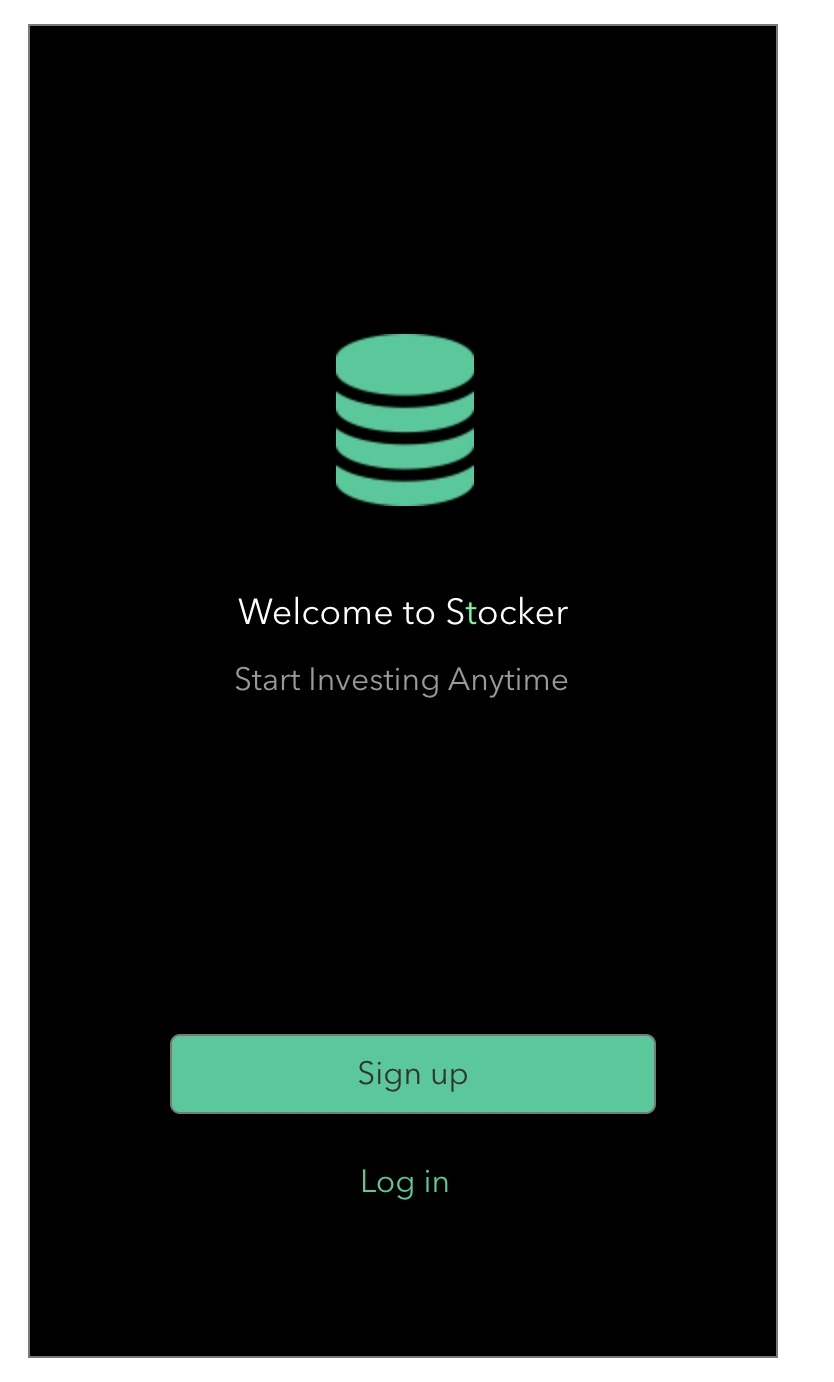 Welcome to Stocker
Start Investing Anytime
Sign up
Log in